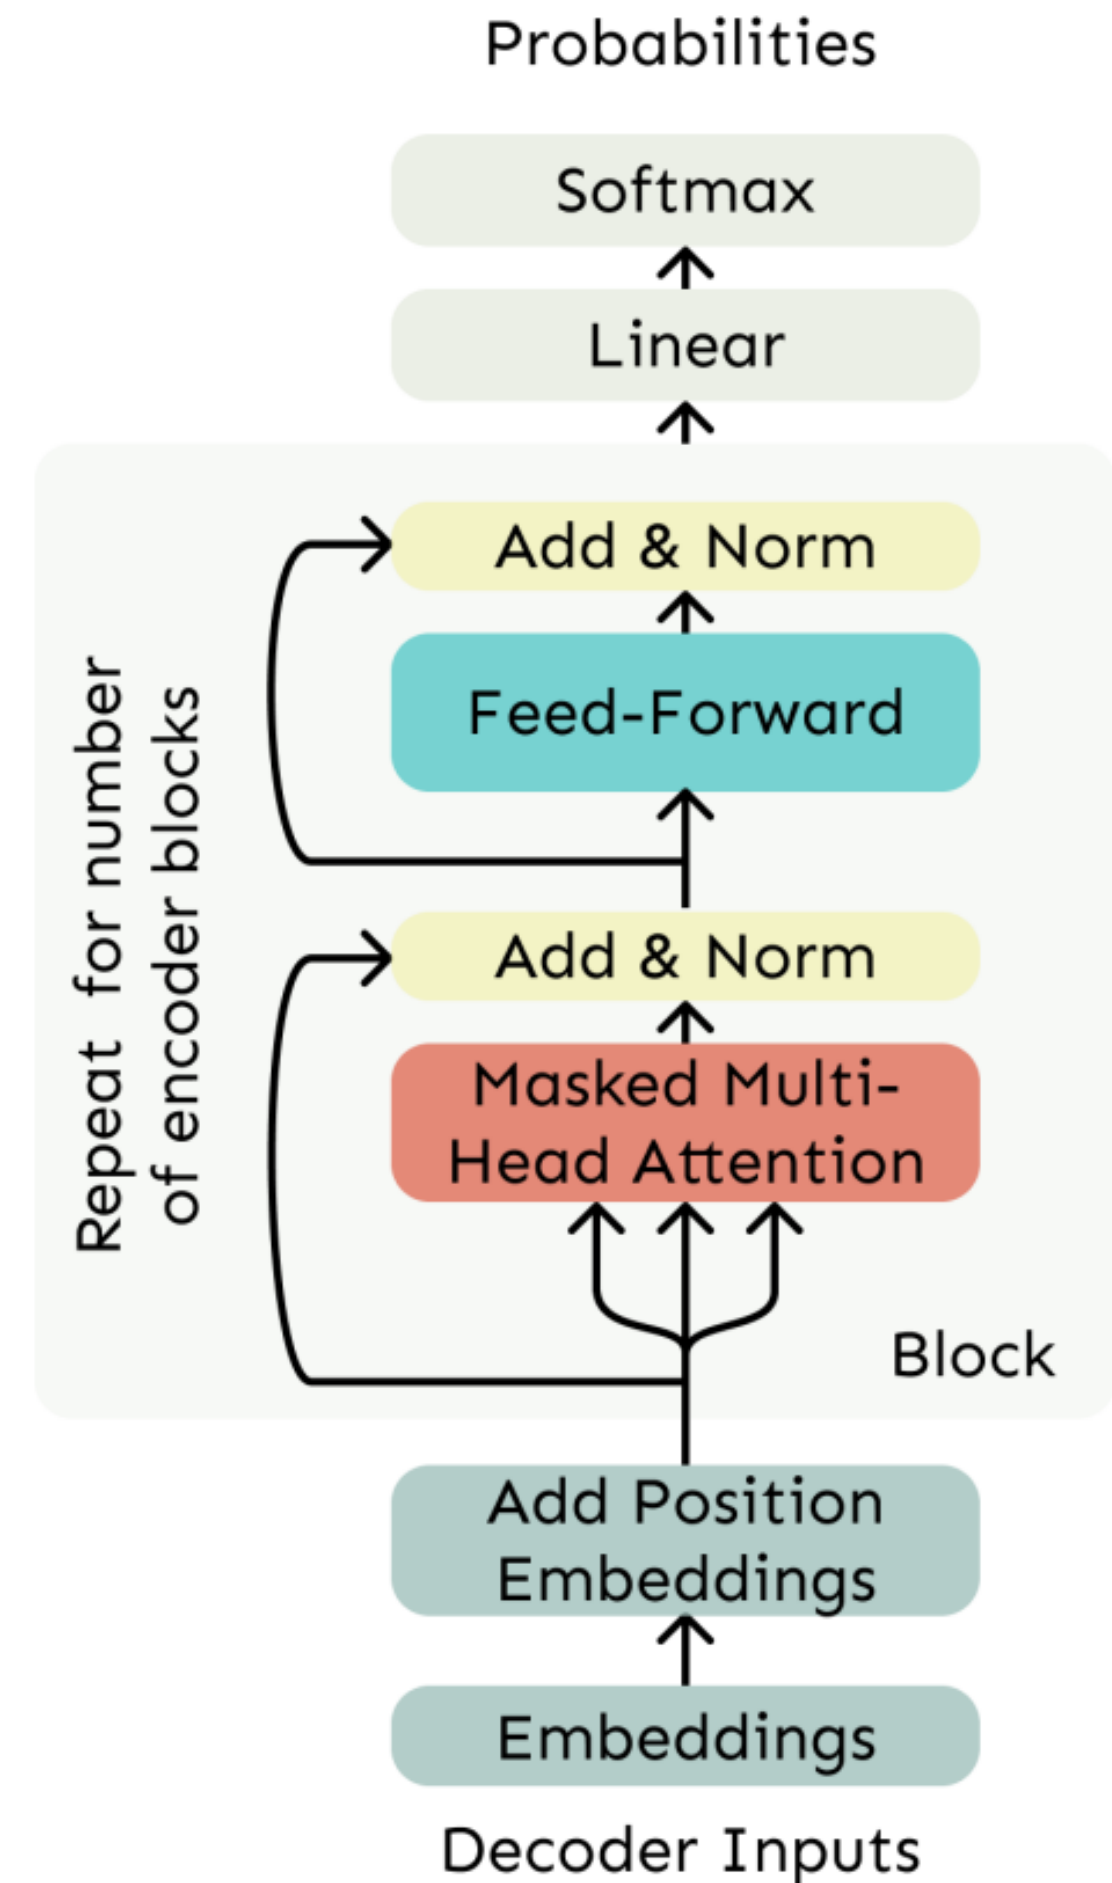 Probabilities
Softmax
Linear
Add & Norm
Feed-Forward
Add & Norm
Masked Multi-
Head Attention
Repeat for number
of encoder blocks
Block
Add Position
Embeddings
Embeddings
Decoder Inputs